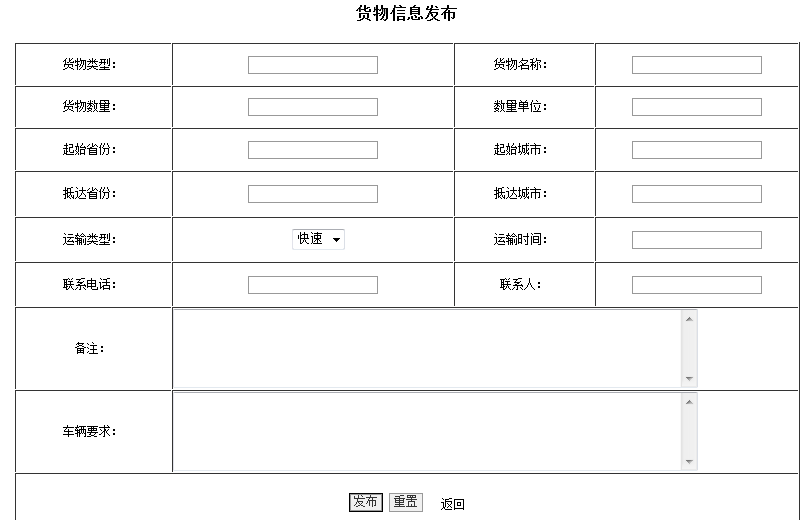 货物信息发布
货物类型： 货物名称：
货物数量： 数量单位：
起始省份： 起始城市：
抵达省份： 抵达城市：
运输类型： 快速 运输时间：
联系电话： 联系人：
备注：
车辆要求：
发布 重置 返回